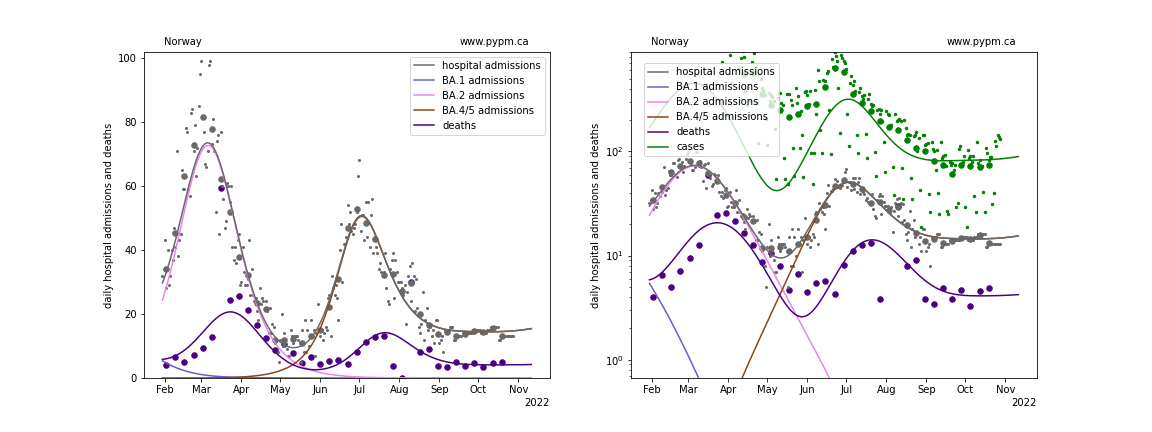 Norway www.pypm.ca
daily hospital admissions and deaths
100
80
60
40
20
0
hospital admissions
BA.1 admissions
BA.2 admissions
BA.4/5 admissions
deaths
Feb Mar Apr May Jun Jul Aug Sep Oct Nov
2022
Norway www.pypm.ca
daily hospital admissions and deaths
10²
10¹
10⁰
hospital admissions
BA.1 admissions
BA.2 admissions
BA.4/5 admissions
deaths
cases
Feb Mar Apr May Jun Jul Aug Sep Oct Nov
2022